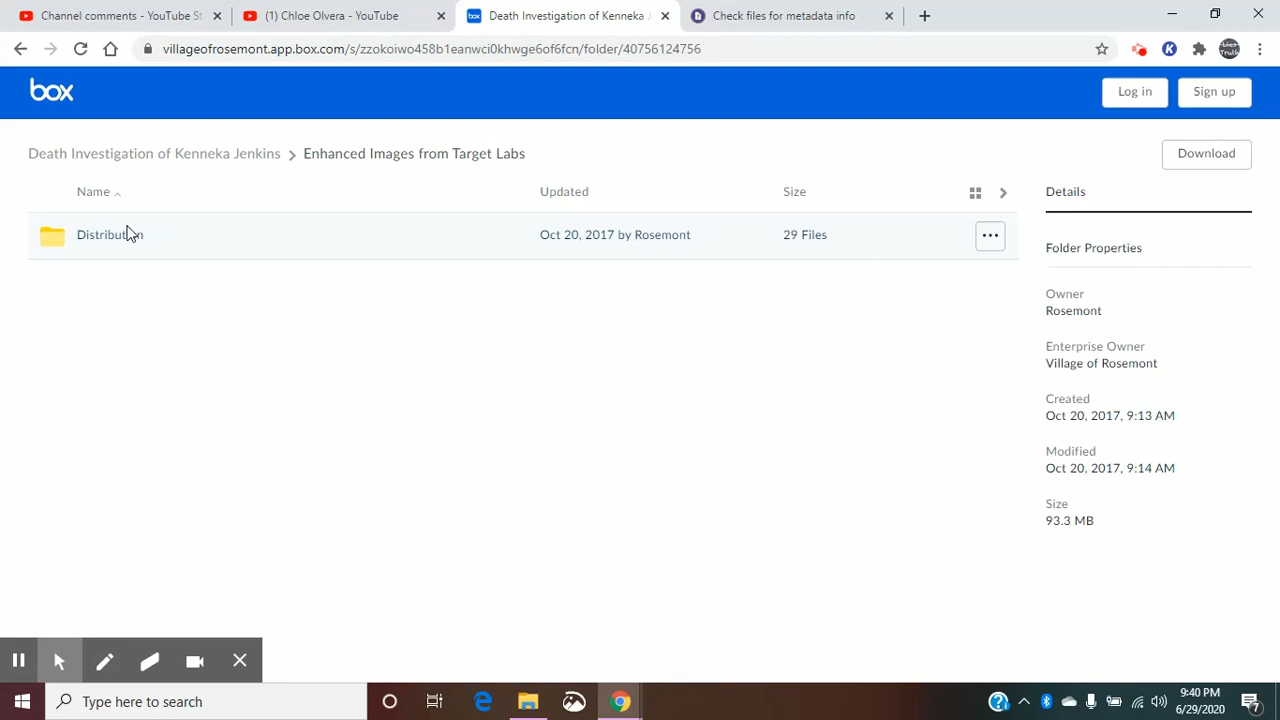 Channel comments - YouTube S
(1) Chloe Olvera - YouTube
Death Investigation of Kenneka J
Check files for metadata info
villageofrosemont.app.box.com/s/zzokoiwo458b1eanwci0khwge6of6fcn/folder/40756124756
box
Log in
Sign up
Death Investigation of Kenneka Jenkins
Enhanced Images from Target Labs
Download
Name
Updated
Size
Details
Distribution
Oct 20, 2017 by Rosemont
29 Files
Folder Properties
Owner
Rosemont
Enterprise Owner
Village of Rosemont
Created
Oct 20, 2017, 9:13 AM
Modified
Oct 20, 2017, 9:14 AM
Size
93.3 MB
Type here to search
9:40 PM
6/29/2020
7